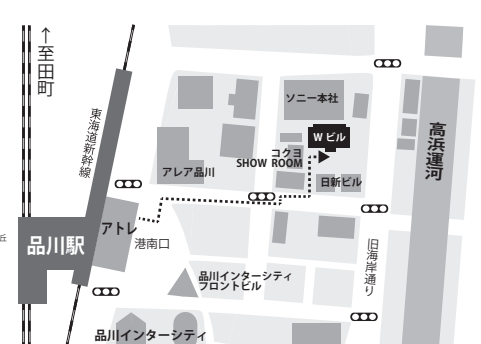 ↑至田町
東海道新幹線
ソニー本社
W ビル
コクヨ
SHOW ROOM
アレア品川
日新ビル
高浜運河
アトレ
港南口
品川駅
旧海岸通り
品川インターシティ
フロントビル
品川インターシティ
丘